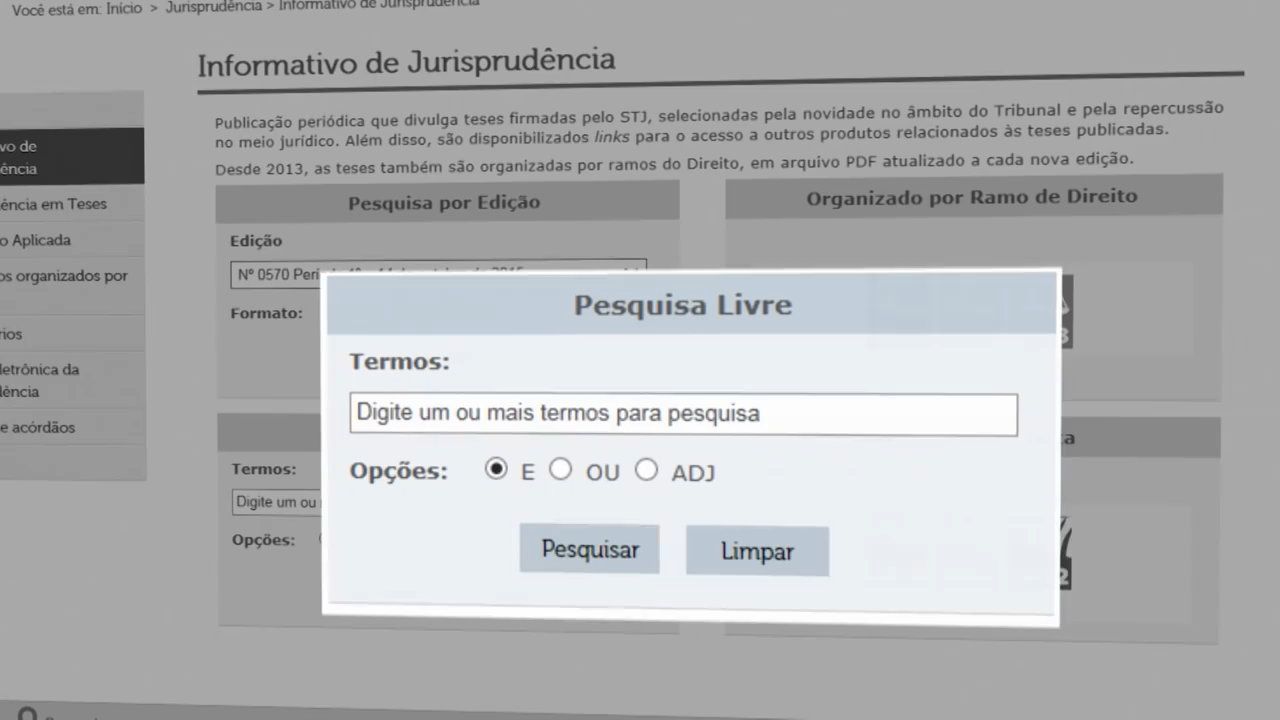 Você está em: Início > Jurisprudência > Informativo de Jurisprudência
Informativo de Jurisprudência
Publicação periódica que divulga teses firmadas pelo STJ, selecionadas pela novidade no âmbito do Tribunal e pela repercussão
no meio jurídico. Além disso, são disponibilizados links para o acesso a outros produtos relacionados às teses publicadas.
Desde 2013, as teses também são organizadas por ramos do Direito, em arquivo PDF atualizado a cada nova edição.
vo de
ência
ência em Teses
o Aplicada
os organizados por
rios
letrônica da
lência
e acórdãos
Pesquisa por Edição
Edição
Nº 0570
Formato:
Organizado por Ramo de Direito
Termos:
Digite um ou
Opções:
Pesquisa Livre
Termos:
Digite um ou mais termos para pesquisa
Opções: E OU ADJ
Pesquisar Limpar